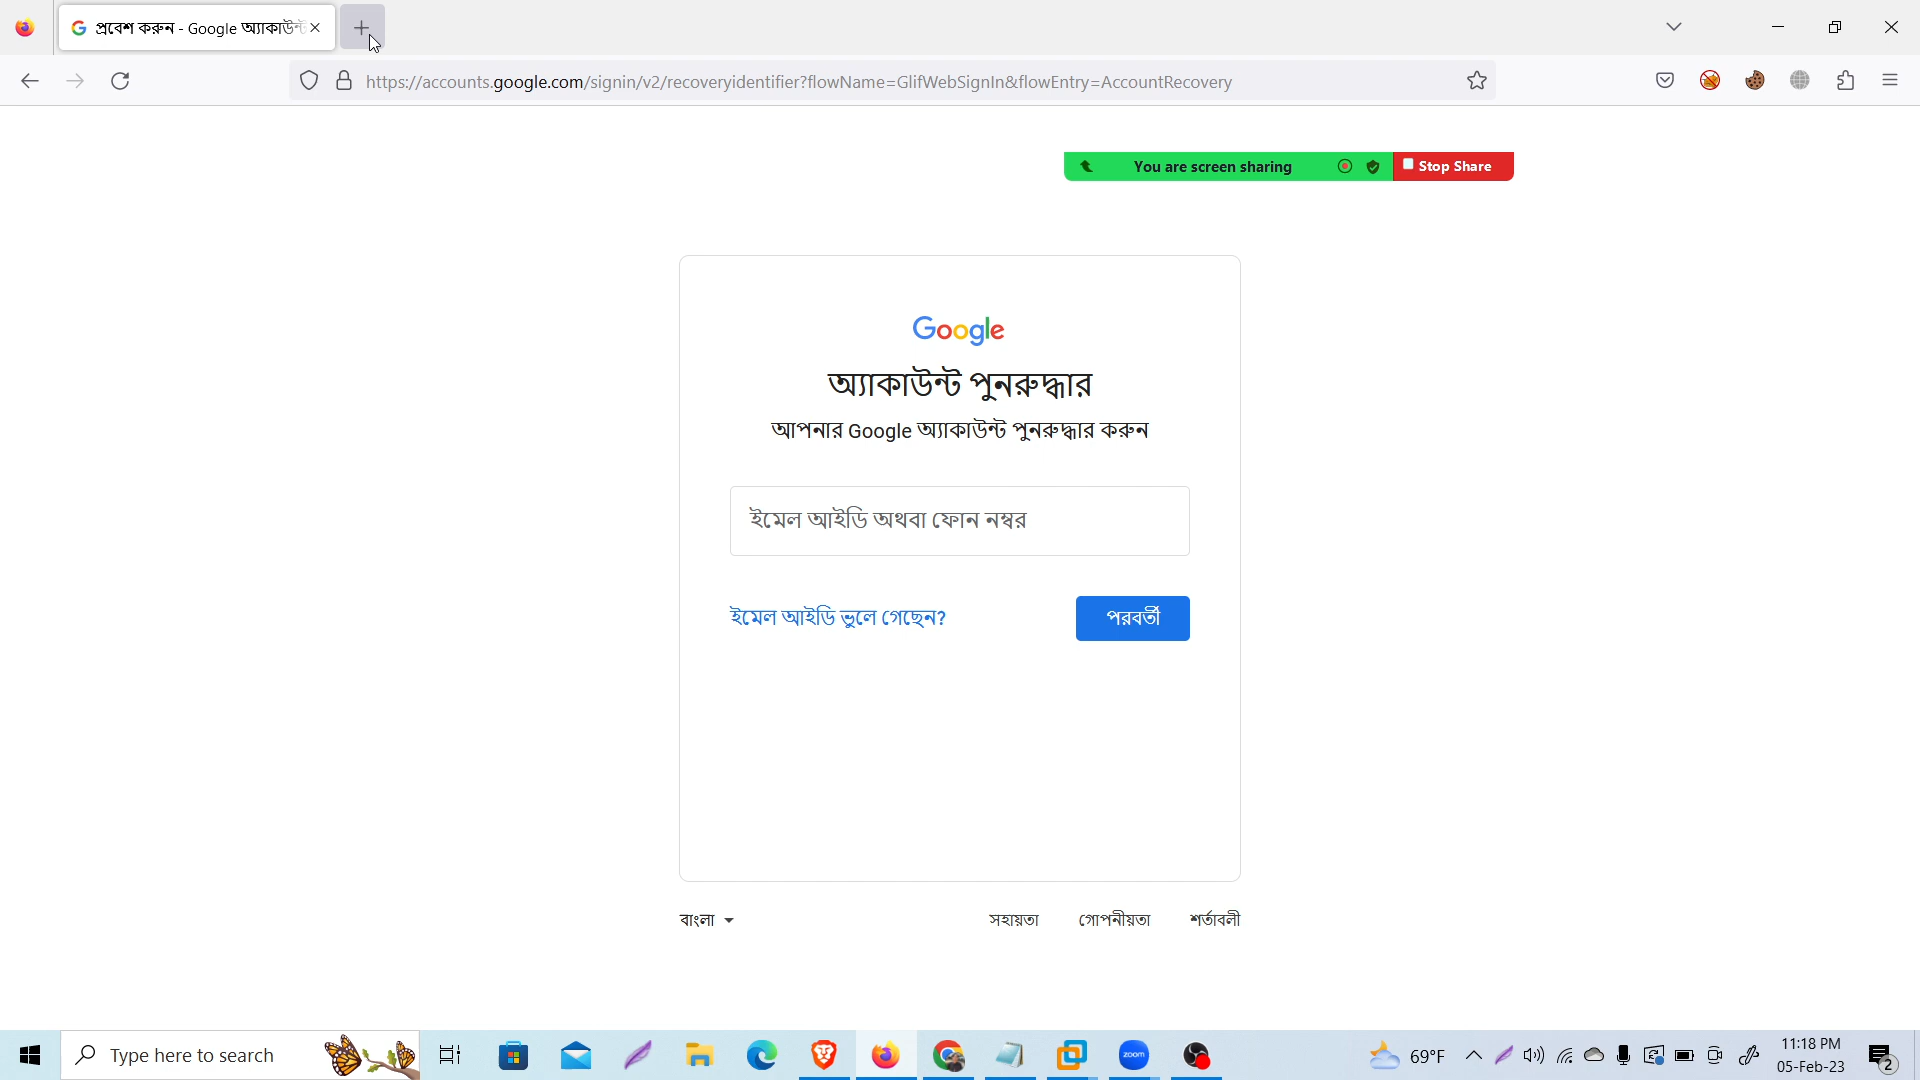 প্রবেশ করুন - Google অ্যাকাউন্ট
https://accounts.google.com/signin/v2/recoveryidentifier?flowName=GlifWebSignIn&flowEntry=AccountRecovery
You are screen sharing
Stop Share
Google
অ্যাকাউন্ট পুনরুদ্ধার
আপনার Google অ্যাকাউন্ট পুনরুদ্ধার করুন
ইমেল আইডি অথবা ফোন নম্বর
ইমেল আইডি ভুলে গেছেন?
পরবর্তী
বাংলা
সহায়তা
গোপনীয়তা
শর্তাবলী
Type here to search
zoom
69°F
11:18 PM
05-Feb-23
2